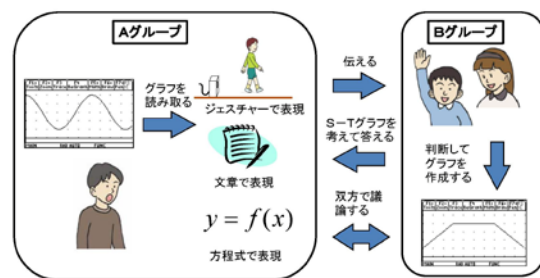 Aグループ
Bグループ
グラフを
読み取る
ジェスチャーで表現
文章で表現
y = f(x)
方程式で表現
伝える
S－Tグラフを
考えて答える
双方で議
論する
判断して
グラフを
作成する